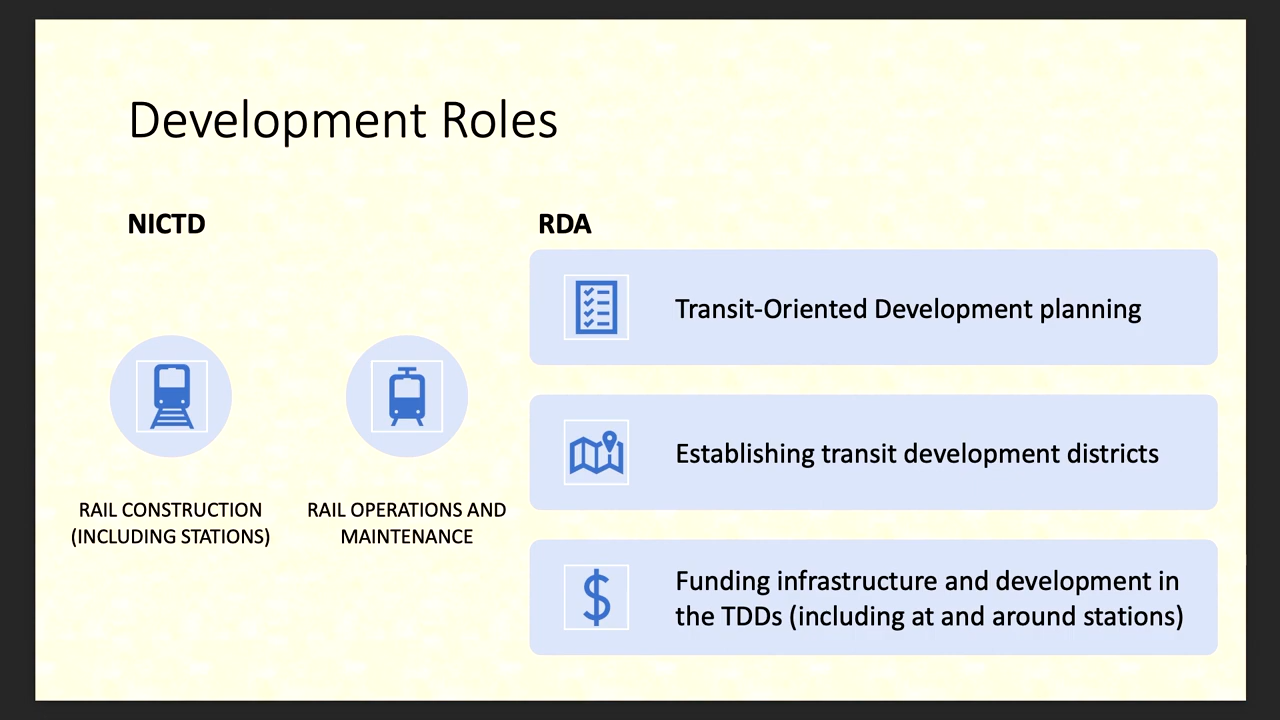 Development Roles
NICTD
RAIL CONSTRUCTION
(INCLUDING STATIONS)
RAIL OPERATIONS AND
MAINTENANCE
RDA
Transit-Oriented Development planning
Establishing transit development districts
Funding infrastructure and development in
the TDDs (including at and around stations)